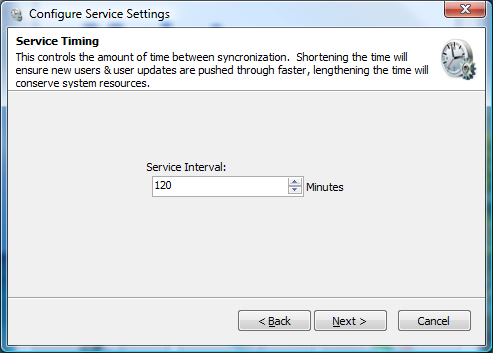 Configure Service Settings
Service Timing
This controls the amount of time between syncronization.  Shortening the time will
ensure new users & user updates are pushed through faster, lengthening the time will
conserve system resources.
Service Interval:
120
Minutes
< Back
Next >
Cancel